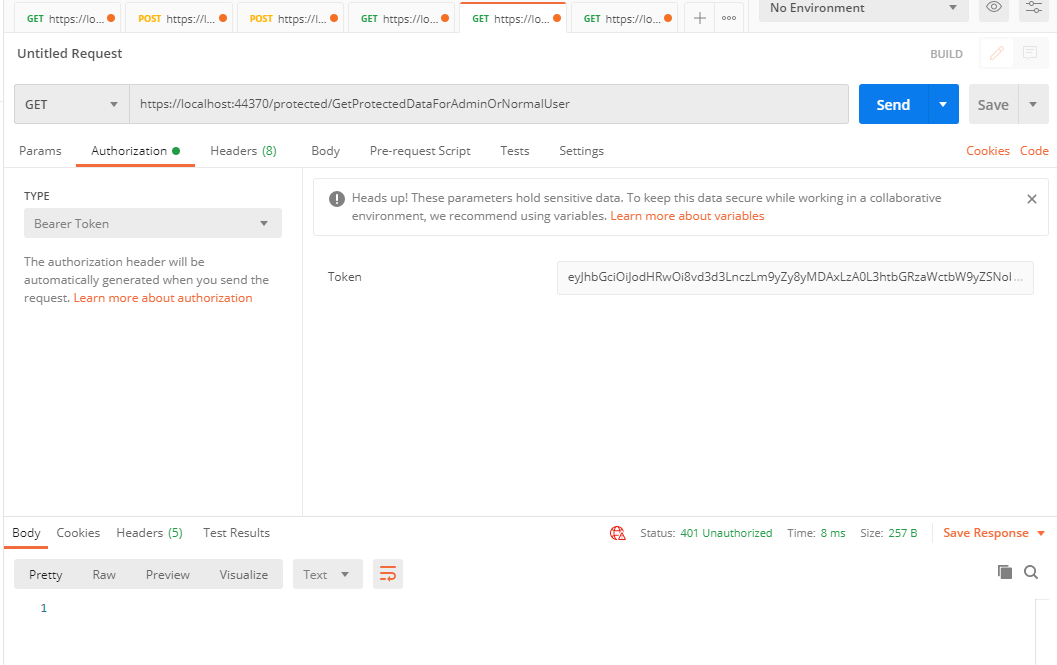 GET https://lo...
POST https://l...
POST https://l...
GET https://lo...
GET https://lo...
GET https://lo...
No Environment
Untitled Request
BUILD
GET
https://localhost:44370/protected/GetProtectedDataForAdminOrNormalUser
Send
Save
Params
Authorization
Headers (8)
Body
Pre-request Script
Tests
Settings
Cookies
Code
TYPE
Bearer Token
The authorization header will be
automatically generated when you send the
request. Learn more about authorization
Heads up! These parameters hold sensitive data. To keep this data secure while working in a collaborative
environment, we recommend using variables. Learn more about variables
Token
eyJhbGciOiJodHRwOi8vd3d3LnczLm9yZy8yMDAxLzA0L3htbGRzaWctbW9yZSNoI...
Body
Cookies
Headers (5)
Test Results
Status: 401 Unauthorized
Time: 8 ms
Size: 257 B
Save Response
Pretty
Raw
Preview
Visualize
Text
1